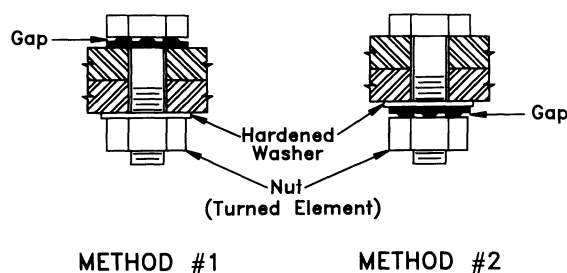 Gap
Gap
Hardened
Washer
Nut
(Turned Element)
METHOD #1
METHOD #2